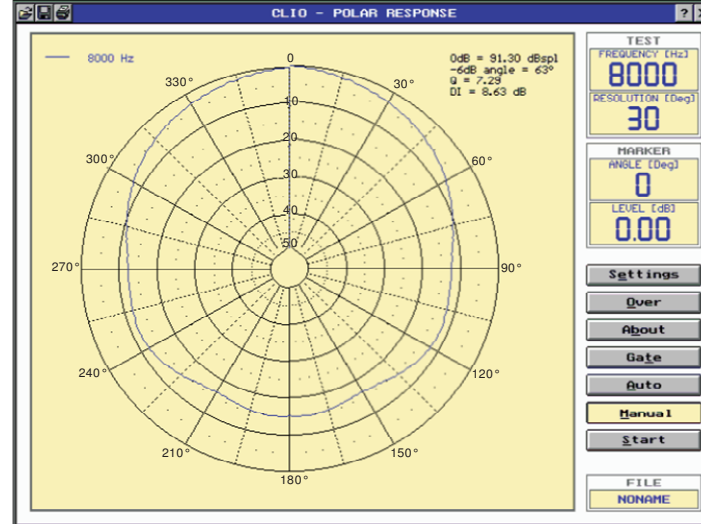 CLIO - POLAR RESPONSE
?
8000 Hz
0dB = 91.30 dBspl
-6dB angle = 63°
Q = 7.29
DI = 8.63 dB
0
330°
30°
10
20
300°
60°
30
40
50
270°
90°
240°
120°
210°
150°
180°
TEST
FREQUENCY [Hz]
8000
RESOLUTION [Deg]
30
MARKER
ANGLE [Deg]
0
LEVEL [dB]
0.00
Settings
Over
About
Gate
Auto
Manual
Start
FILE
NONAME